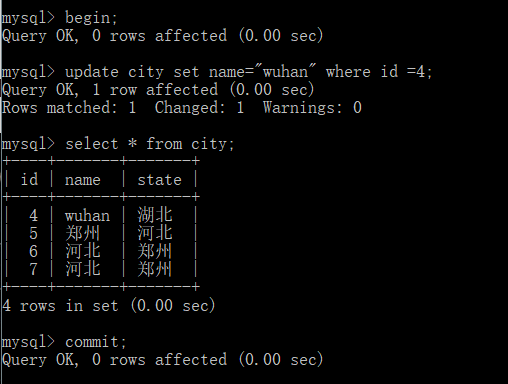 mysql> begin;
Query OK, 0 rows affected (0.00 sec)
mysql> update city set name="wuhan" where id =4;
Query OK, 1 row affected (0.00 sec)
Rows matched: 1  Changed: 1  Warnings: 0
mysql> select * from city;
+----+-------+-------+
| id | name  | state |
+----+-------+-------+
|  4 | wuhan | 湖北  |
|  5 | 郑州  | 河北  |
|  6 | 河北  | 郑州  |
|  7 | 河北  | 郑州  |
+----+-------+-------+
4 rows in set (0.00 sec)
mysql> commit;
Query OK, 0 rows affected (0.00 sec)